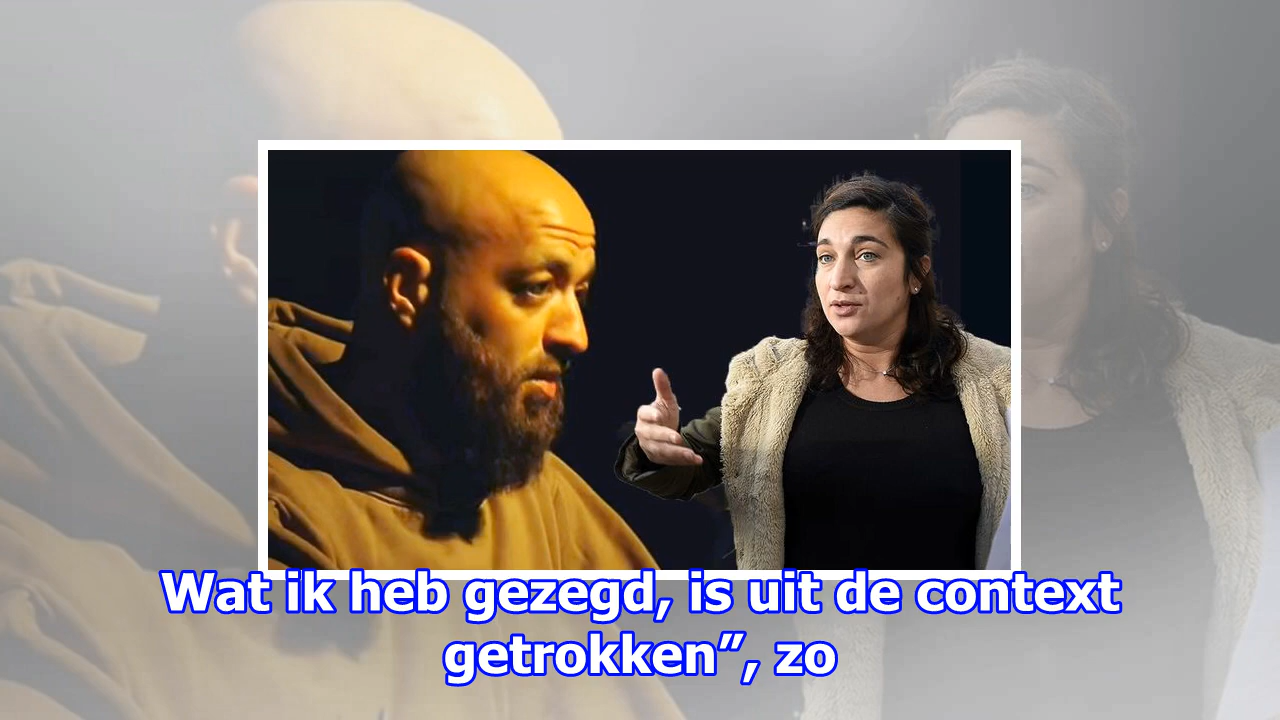 Wat ik heb gezegd, is uit de context
getrokken”, zo